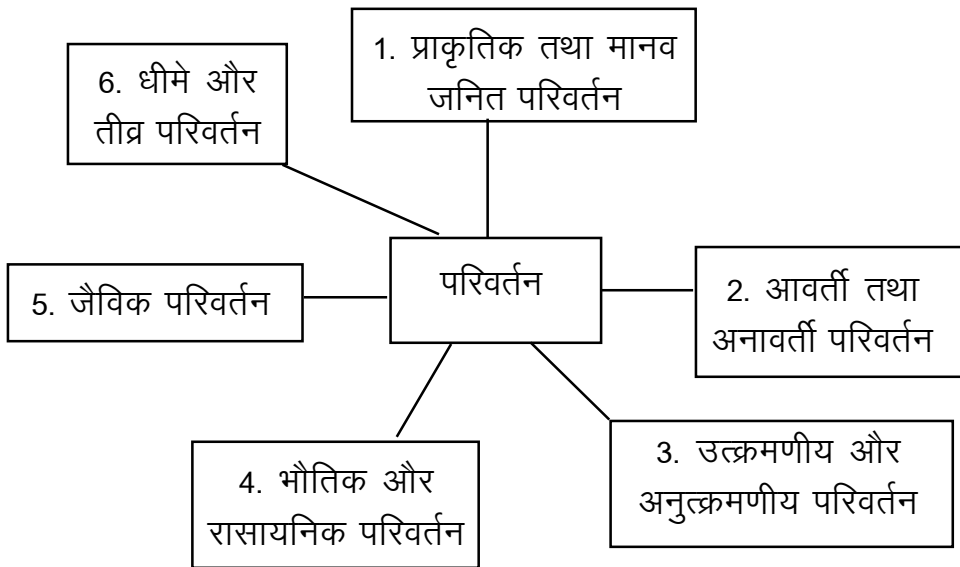 1. प्राकृतिक तथा मानव
जनित परिवर्तन
6. धीमे और
तीव्र परिवर्तन
परिवर्तन
2. आवर्ती तथा
अनावर्ती परिवर्तन
5. जैविक परिवर्तन
3. उत्क्रमणीय और
अनुत्क्रमणीय परिवर्तन
4. भौतिक और
रासायनिक परिवर्तन